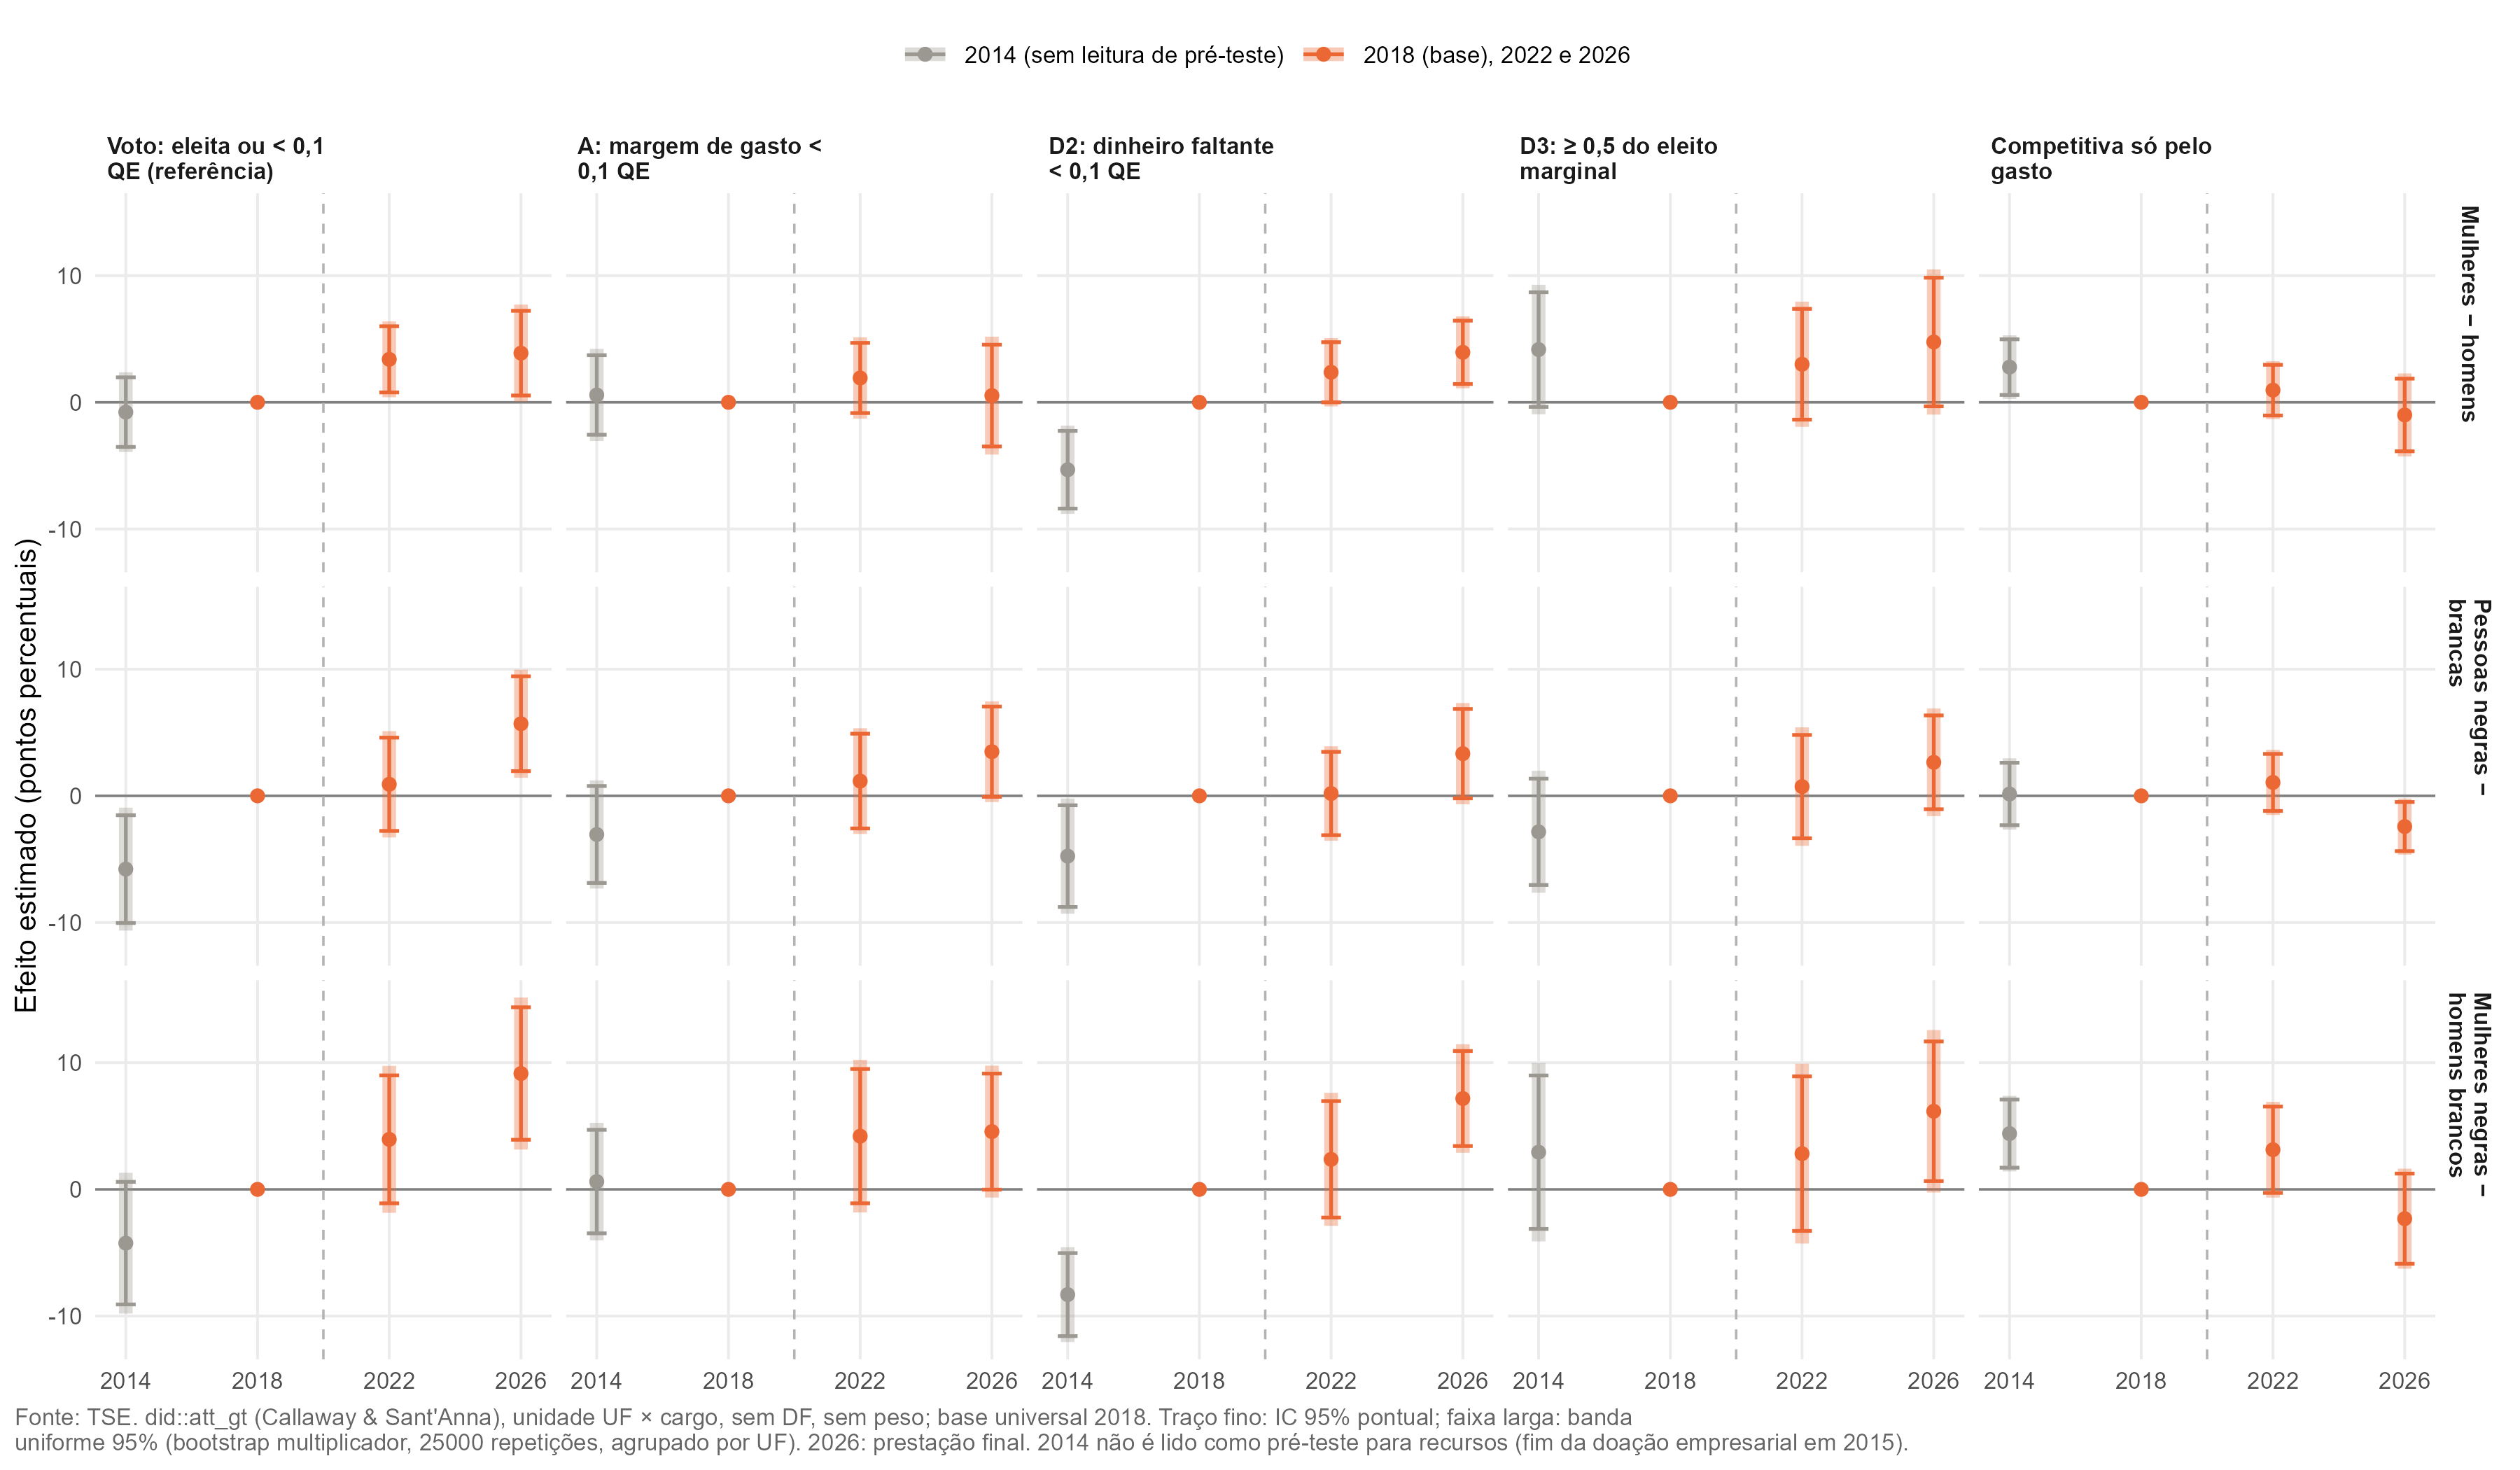 2014 (sem leitura de pré-teste)
2018 (base), 2022 e 2026
Voto: eleita ou < 0,1
QE (referência)
A: margem de gasto <
0,1 QE
D2: dinheiro faltante
< 0,1 QE
D3: ≥ 0,5 do eleito
marginal
Competitiva só pelo
gasto
Efeito estimado (pontos percentuais)
10
0
-10
Mulheres – homens
10
0
-10
Pessoas negras –
brancas
10
0
-10
Mulheres negras –
homens brancos
2014 2018 2022 2026
2014 2018 2022 2026
2014 2018 2022 2026
2014 2018 2022 2026
2014 2018 2022 2026
Fonte: TSE. did::att_gt (Callaway & Sant'Anna), unidade UF × cargo, sem DF, sem peso; base universal 2018. Traço fino: IC 95% pontual; faixa larga: banda
uniforme 95% (bootstrap multiplicador, 25000 repetições, agrupado por UF). 2026: prestação final. 2014 não é lido como pré-teste para recursos (fim da doação empresarial em 2015).